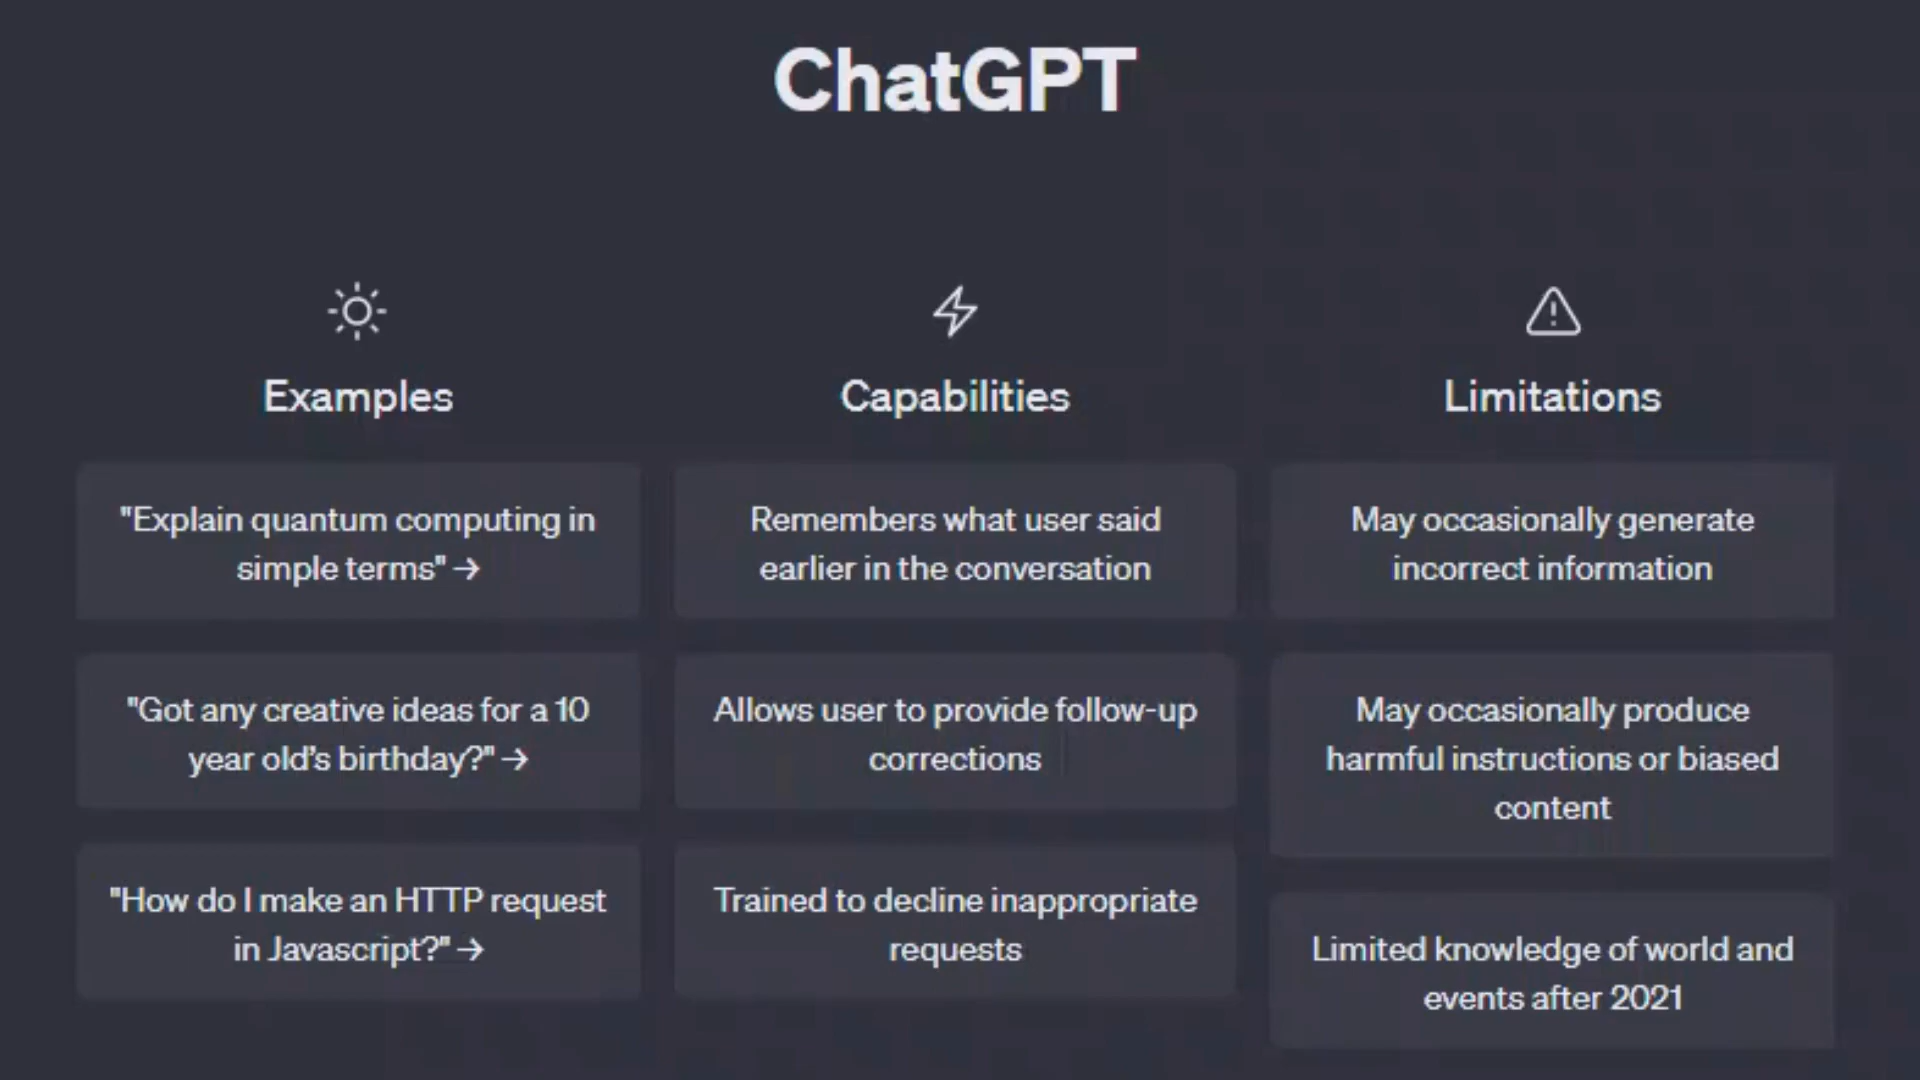 ChatGPT
Examples
"Explain quantum computing in
simple terms" →
"Got any creative ideas for a 10
year old’s birthday?" →
"How do I make an HTTP request
in Javascript?" →
Capabilities
Remembers what user said
earlier in the conversation
Allows user to provide follow-up
corrections
Trained to decline inappropriate
requests
Limitations
May occasionally generate
incorrect information
May occasionally produce
harmful instructions or biased
content
Limited knowledge of world and
events after 2021